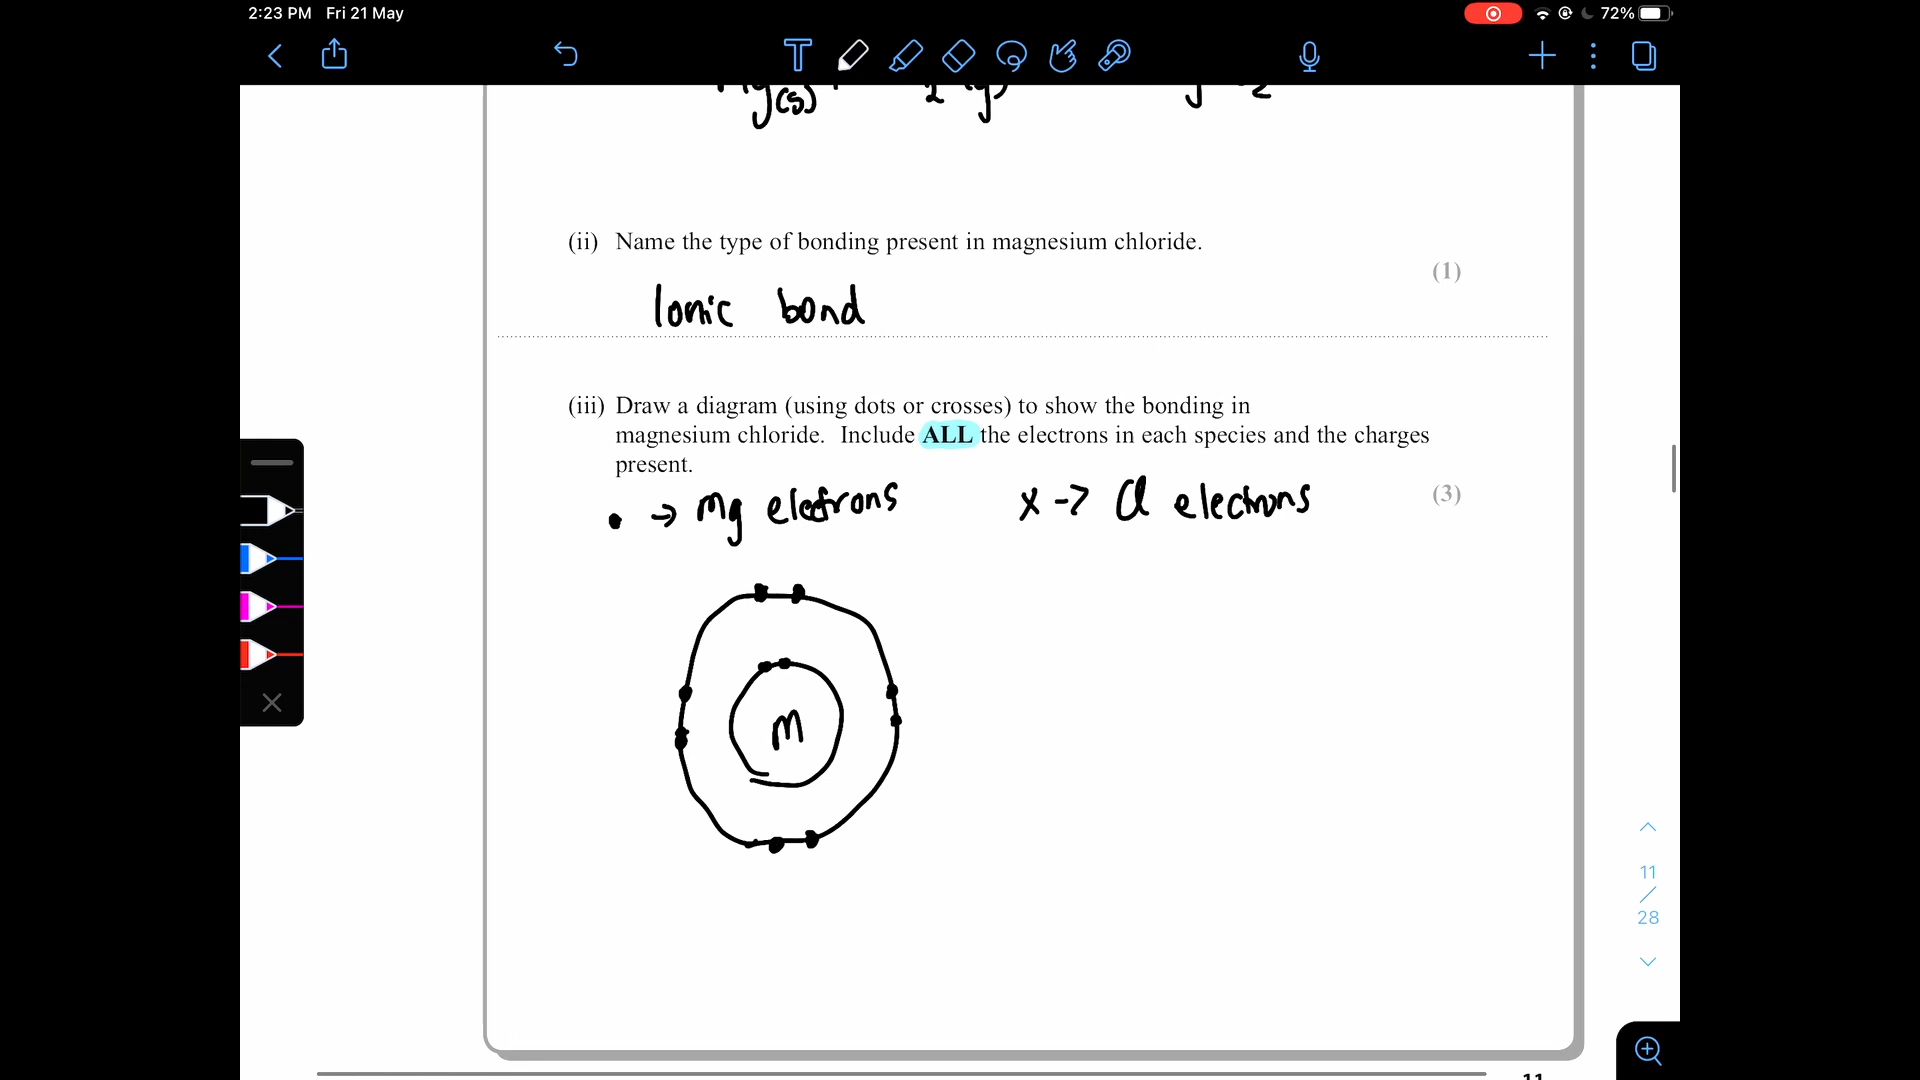 2:23 PM Fri 21 May
72%
(ii) Name the type of bonding present in magnesium chloride.
(1)
Ionic bond
(iii) Draw a diagram (using dots or crosses) to show the bonding in
magnesium chloride. Include ALL the electrons in each species and the charges
present.
(3)
• → Mg electrons x → Cl electrons
M
11
/
28